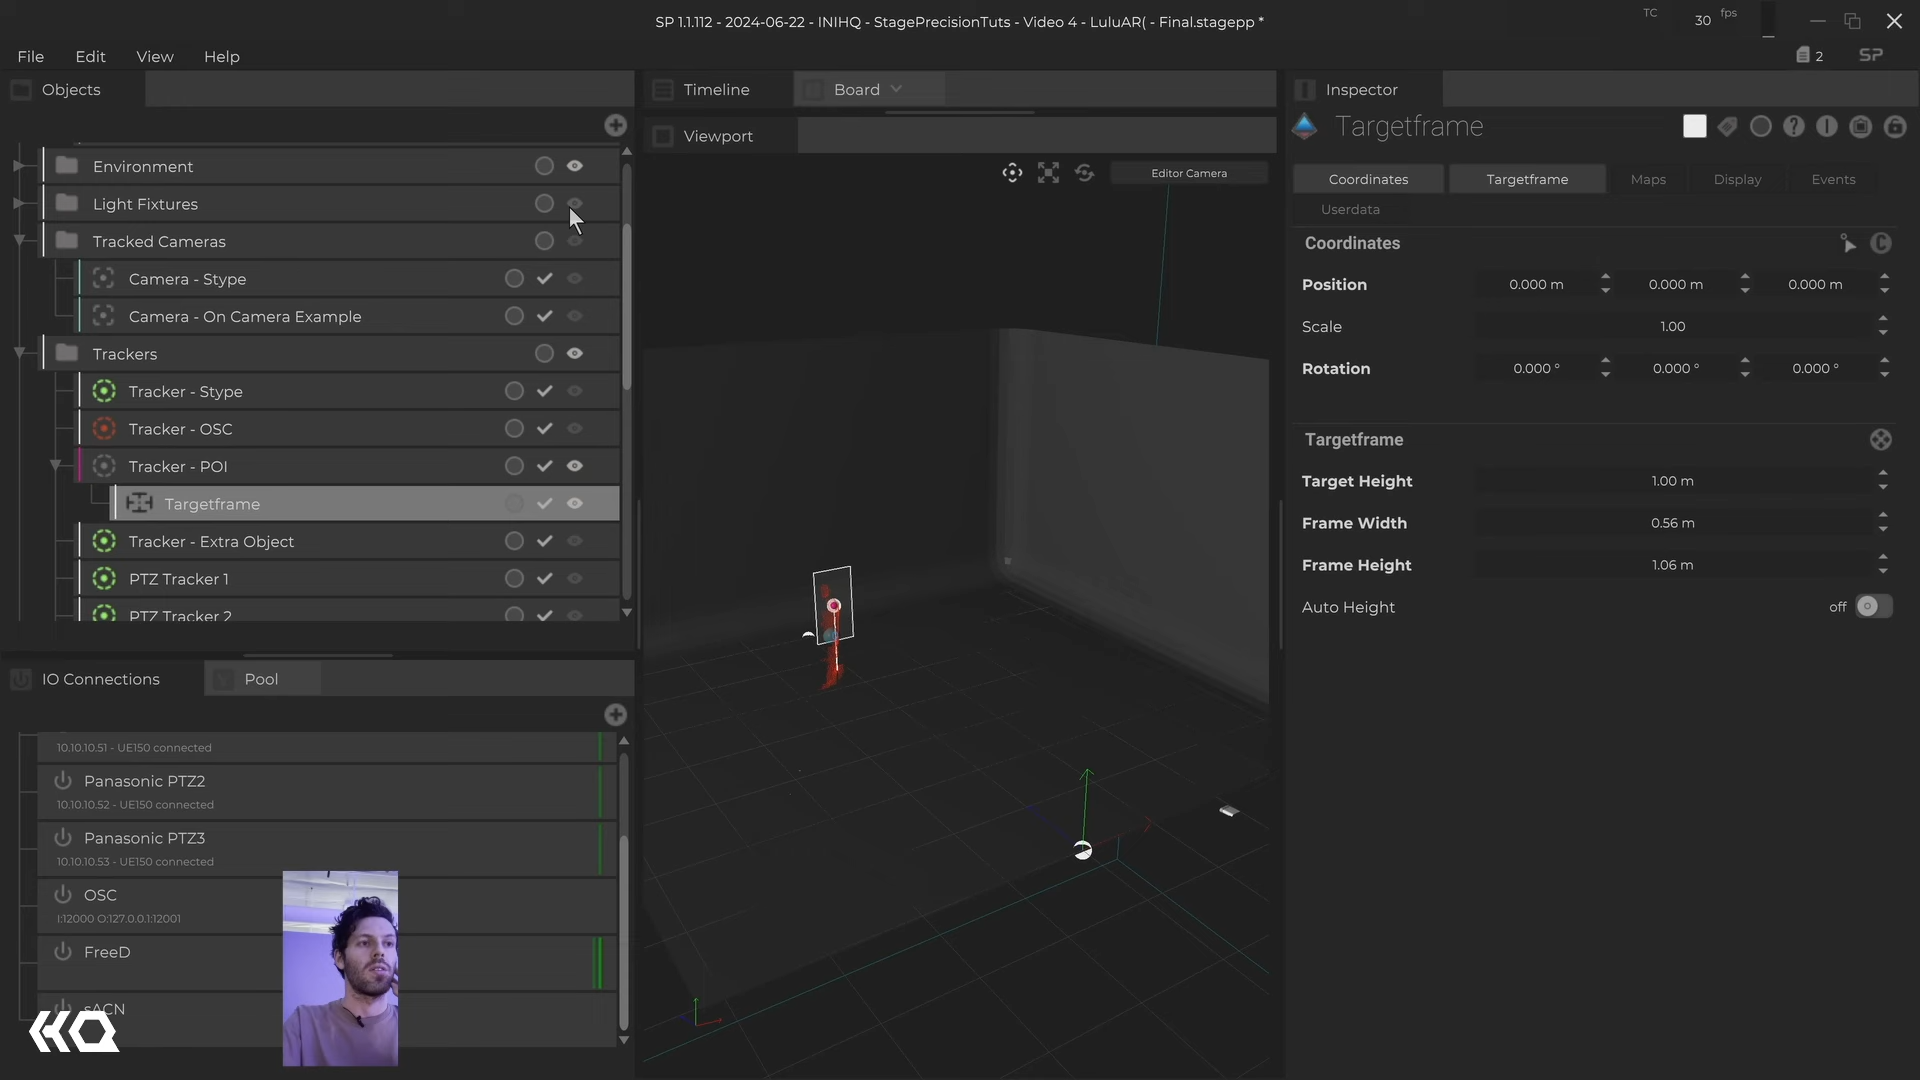 SP 1.1.112 - 2024-06-22 - INIHQ - StagePrecisionTuts - Video 4 - LuluAR( - Final.stagepp *
TC 30 fps
File Edit View Help
2 SP
Objects
Environment
Light Fixtures
Tracked Cameras
Camera - Stype
Camera - On Camera Example
Trackers
Tracker - Stype
Tracker - OSC
Tracker - POI
Targetframe
Tracker - Extra Object
PTZ Tracker 1
PTZ Tracker 2
IO Connections Pool
10.10.10.51 - UE150 connected
Panasonic PTZ2
10.10.10.52 - UE150 connected
Panasonic PTZ3
10.10.10.53 - UE150 connected
OSC
I:12000 O:127.0.0.1:12001
FreeD
sACN
HQ
Timeline Board
Viewport
Editor Camera
Inspector
Targetframe
Coordinates Targetframe Maps Display Events
Userdata
Coordinates
Position 0.000 m 0.000 m 0.000 m
Scale 1.00
Rotation 0.000 ° 0.000 ° 0.000 °
Targetframe
Target Height 1.00 m
Frame Width 0.56 m
Frame Height 1.06 m
Auto Height off